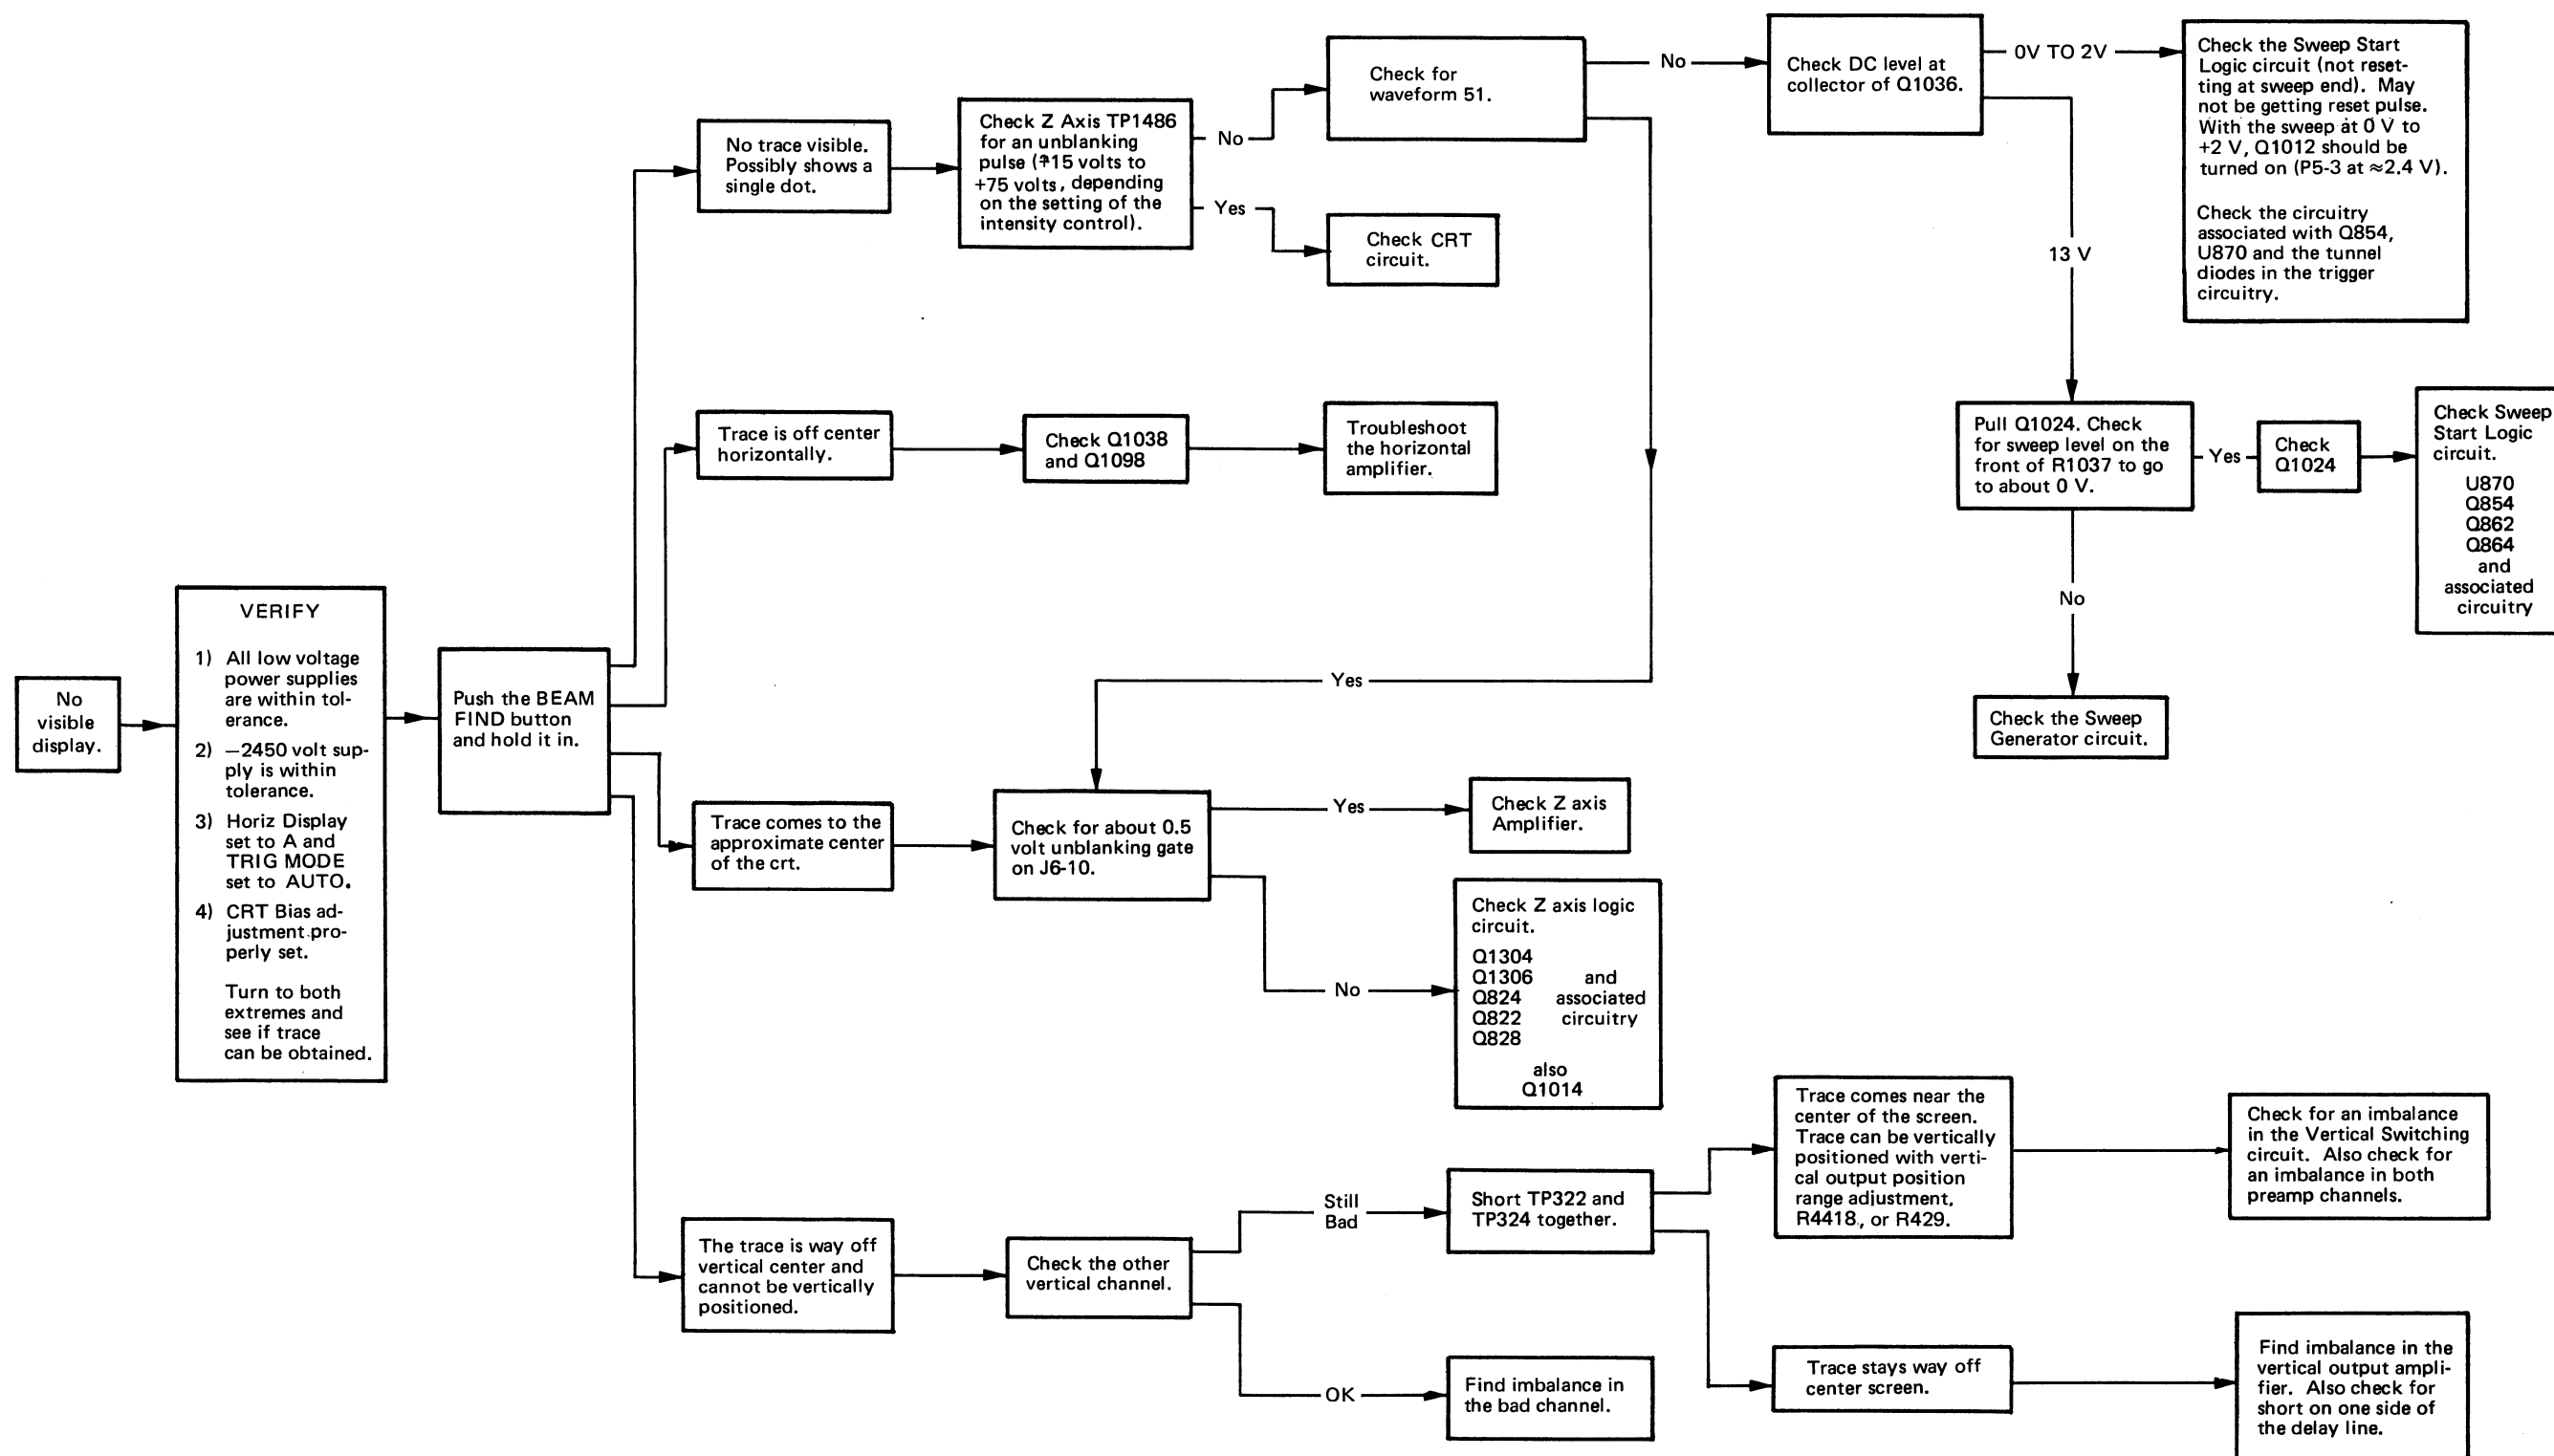 No
visible
display.
VERIFY
1) All low voltage
power supplies
are within tol-
erance.
2) —2450 volt sup-
ply is within
tolerance.
3) Horiz Display
set to A and
TRIG MODE
set to AUTO.
4) CRT Bias ad-
justment pro-
perly set.
Turn to both
extremes and
see if trace
can be obtained.
Push the BEAM
FIND button
and hold it in.
No trace visible.
Possibly shows a
single dot.
Check Z Axis TP1486
for an unblanking
pulse (+15 volts to
+75 volts, depending
on the setting of the
intensity control).
No
Yes
Check for
waveform 51.
Check CRT
circuit.
No
Check DC level at
collector of Q1036.
0V TO 2V
Check the Sweep Start
Logic circuit (not reset-
ting at sweep end). May
not be getting reset pulse.
With the sweep at 0 V to
+2 V, Q1012 should be
turned on (P5-3 at ≈2.4 V).
Check the circuitry
associated with Q854,
U870 and the tunnel
diodes in the trigger
circuitry.
13 V
Pull Q1024. Check
for sweep level on the
front of R1037 to go
to about 0 V.
Yes
Check
Q1024
Check Sweep
Start Logic
circuit.
U870
Q854
Q862
Q864
and
associated
circuitry
No
Check the Sweep
Generator circuit.
Trace is off center
horizontally.
Check Q1038
and Q1098
Troubleshoot
the horizontal
amplifier.
Yes
Trace comes to the
approximate center
of the crt.
Check for about 0.5
volt unblanking gate
on J6-10.
Yes
Check Z axis
Amplifier.
No
Check Z axis logic
circuit.
Q1304
Q1306 and
Q824 associated
Q822 circuitry
Q828
also
Q1014
The trace is way off
vertical center and
cannot be vertically
positioned.
Check the other
vertical channel.
Still
Bad
Short TP322 and
TP324 together.
Trace comes near the
center of the screen.
Trace can be vertically
positioned with verti-
cal output position
range adjustment,
R4418, or R429.
Check for an imbalance
in the Vertical Switching
circuit. Also check for
an imbalance in both
preamp channels.
OK
Find imbalance in
the bad channel.
Trace stays way off
center screen.
Find imbalance in the
vertical output ampli-
fier. Also check for
short on one side of
the delay line.